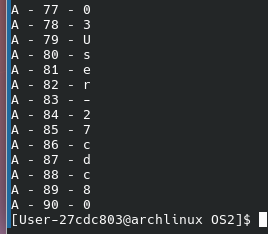 A - 77 - 0
A - 78 - 3
A - 79 - U
A - 80 - s
A - 81 - e
A - 82 - r
A - 83 - -
A - 84 - 2
A - 85 - 7
A - 86 - c
A - 87 - d
A - 88 - c
A - 89 - 8
A - 90 - 0
[User-27cdc803@archlinux OS2]$